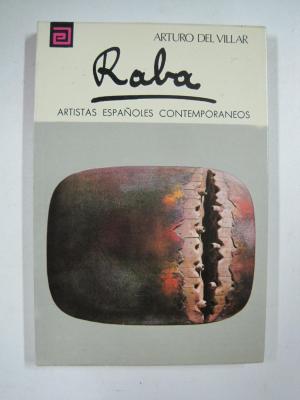 ARTURO DEL VILLAR
Raba
ARTISTAS ESPAÑOLES CONTEMPORANEOS